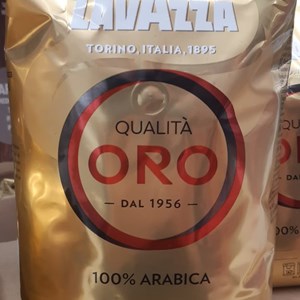 LAVAZZA
TORINO, ITALIA, 1895
QUALITÀ
ORO
DAL 1956
100% ARABICA